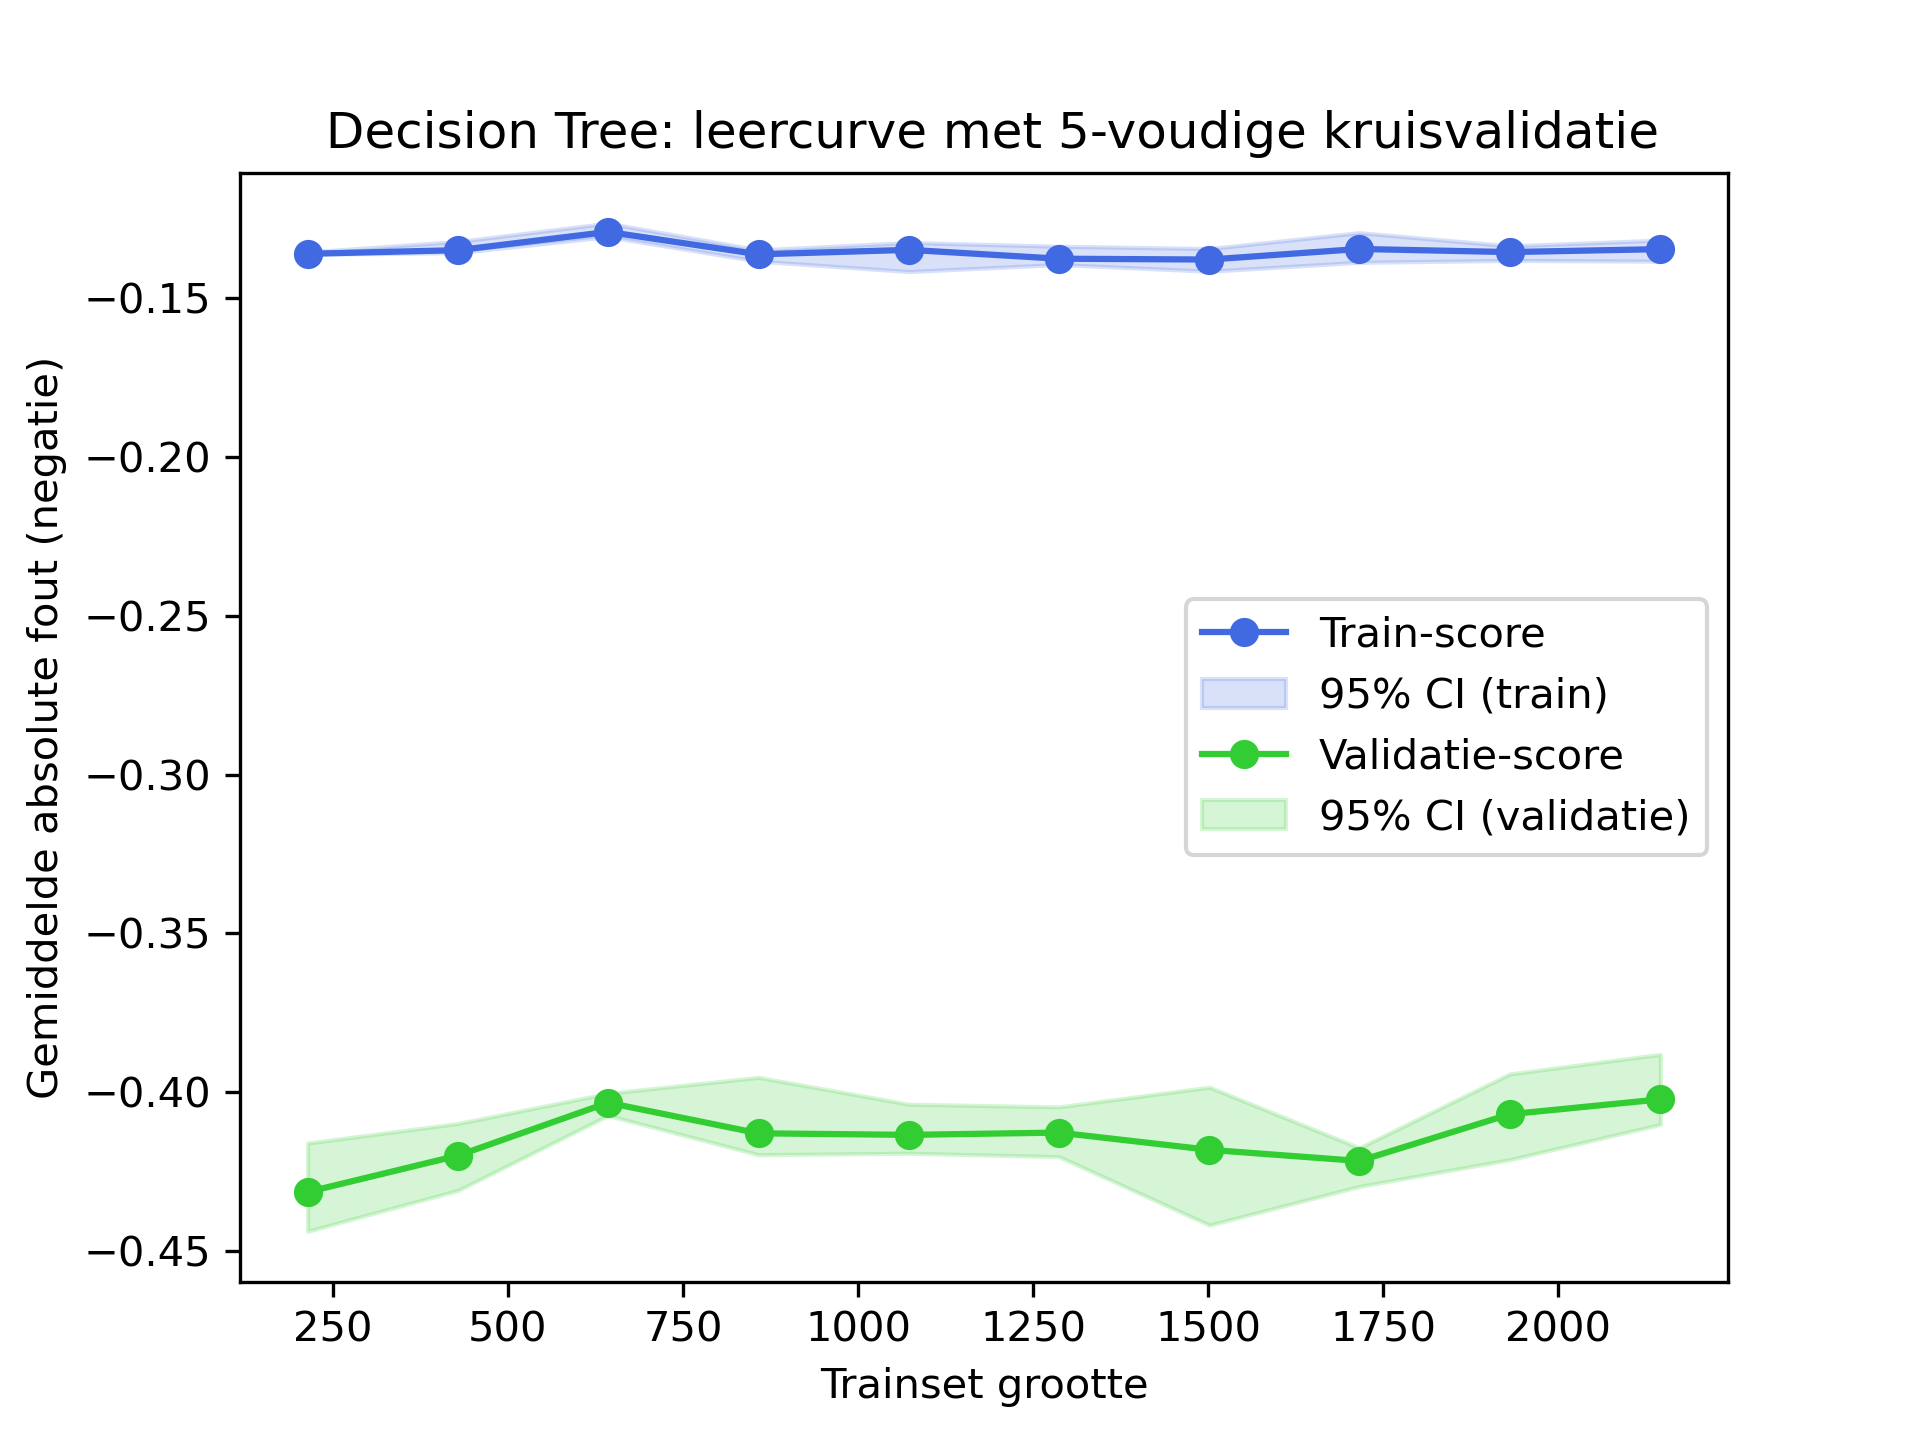 Decision Tree: leercurve met 5-voudige kruisvalidatie
Gemiddelde absolute fout (negatie)
−0.15
−0.20
−0.25
−0.30
−0.35
−0.40
−0.45
Train-score
95% CI (train)
Validatie-score
95% CI (validatie)
250 500 750 1000 1250 1500 1750 2000
Trainset grootte